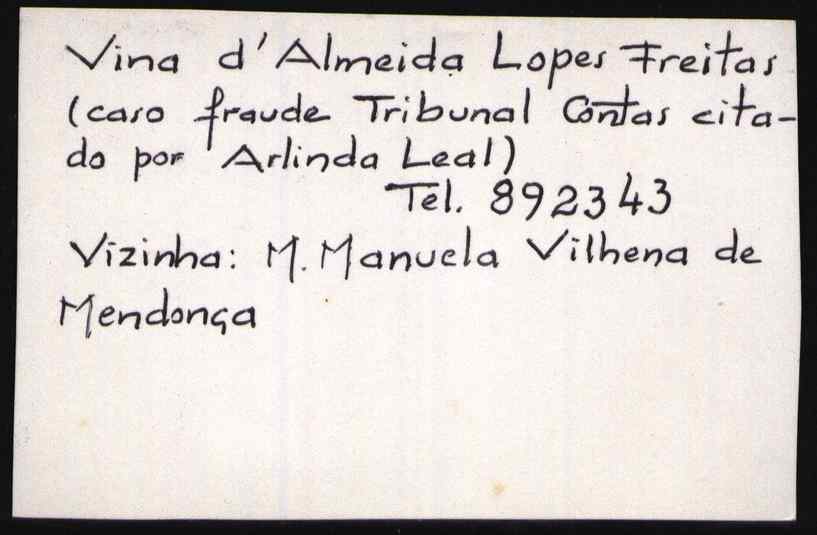 Vina d'Almeida Lopes Freitas
(caso fraude Tribunal Contas cita-
do por Arlinda Leal)
Tel. 892343
Vizinha: M. Manuela Vilhena de
Mendonça